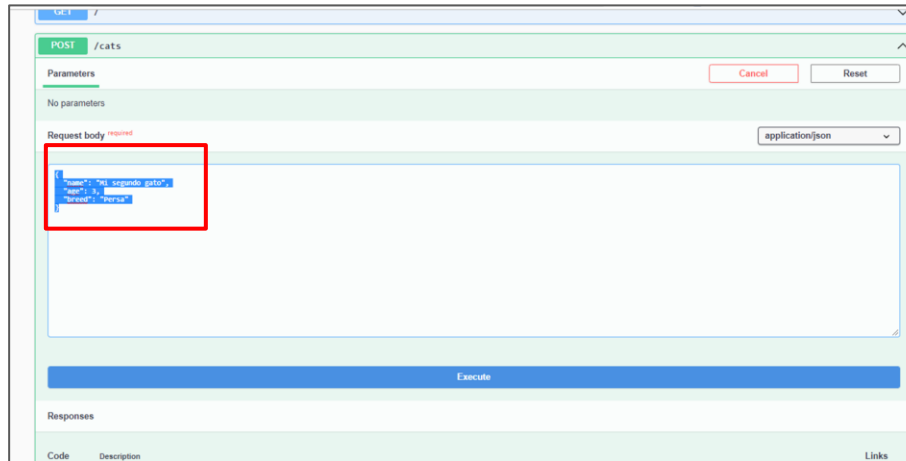 GET /
POST /cats
Parameters
Cancel
Reset
No parameters
Request body required
application/json
{
"name": "Mi segundo gato",
"age": 3,
"breed": "Persa"
}
Execute
Responses
Code Description Links